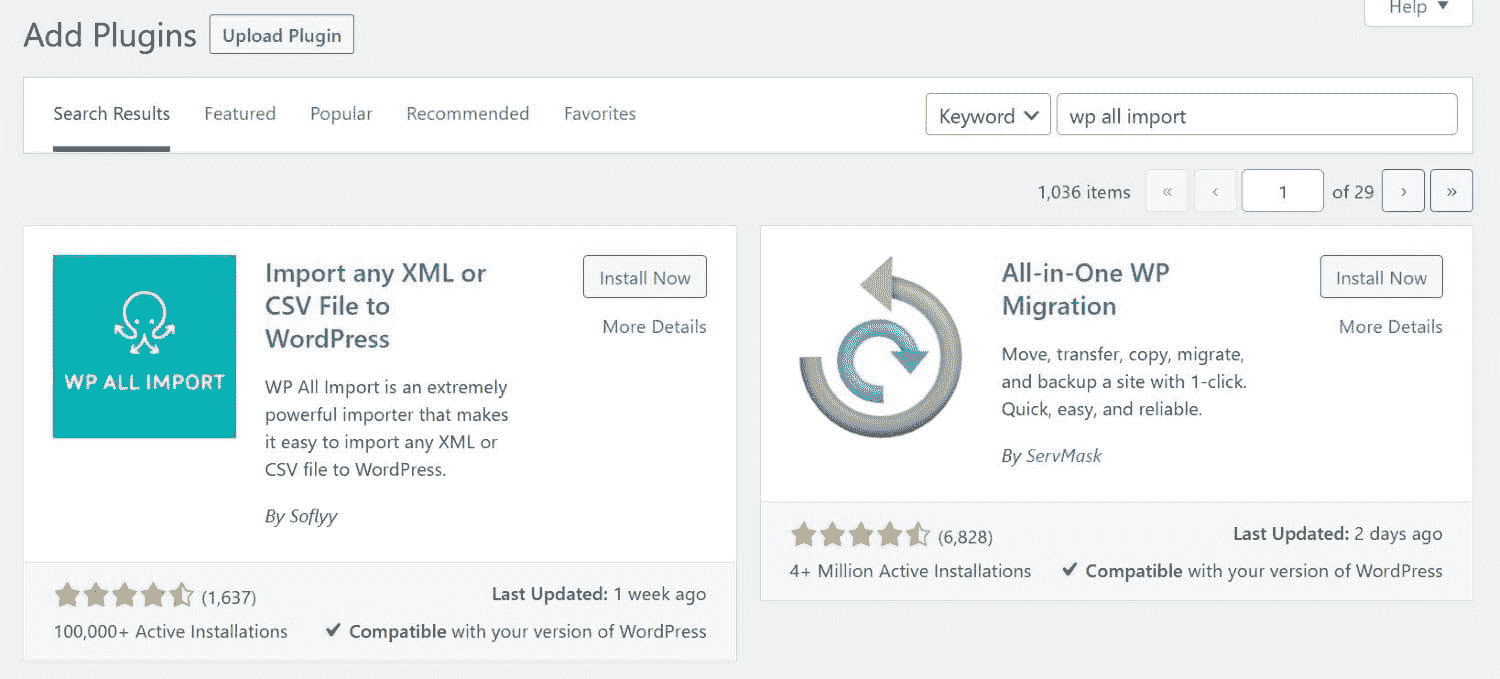 Add Plugins
Upload Plugin
Help
Search Results
Featured
Popular
Recommended
Favorites
Keyword
wp all import
1,036 items
«
‹
1
of 29
›
»
WP ALL IMPORT
Import any XML or
CSV File to
WordPress
Install Now
More Details
WP All Import is an extremely
powerful importer that makes
it easy to import any XML or
CSV file to WordPress.
By Soflyy
(1,637)
Last Updated: 1 week ago
100,000+ Active Installations
Compatible with your version of WordPress
All-in-One WP
Migration
Install Now
More Details
Move, transfer, copy, migrate,
and backup a site with 1-click.
Quick, easy, and reliable.
By ServMask
(6,828)
Last Updated: 2 days ago
4+ Million Active Installations
Compatible with your version of WordPress